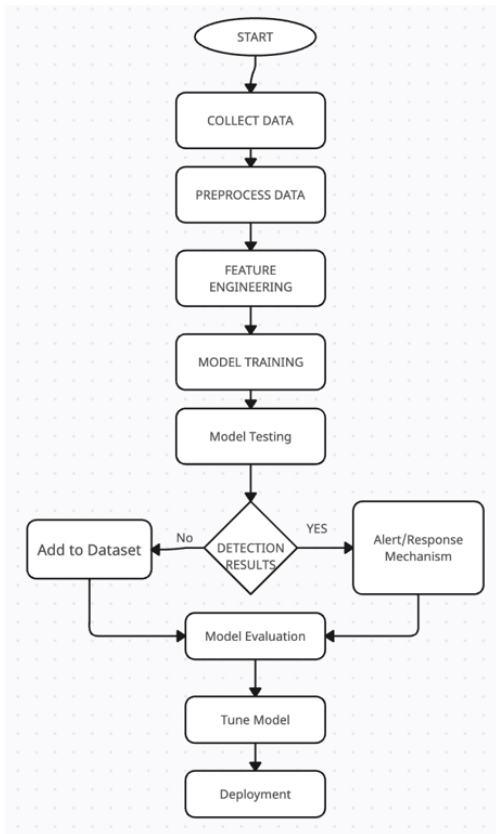 START
COLLECT DATA
PREPROCESS DATA
FEATURE
ENGINEERING
MODEL TRAINING
Model Testing
No
YES
Add to Dataset
DETECTION
RESULTS
Alert/Response
Mechanism
Model Evaluation
Tune Model
Deployment